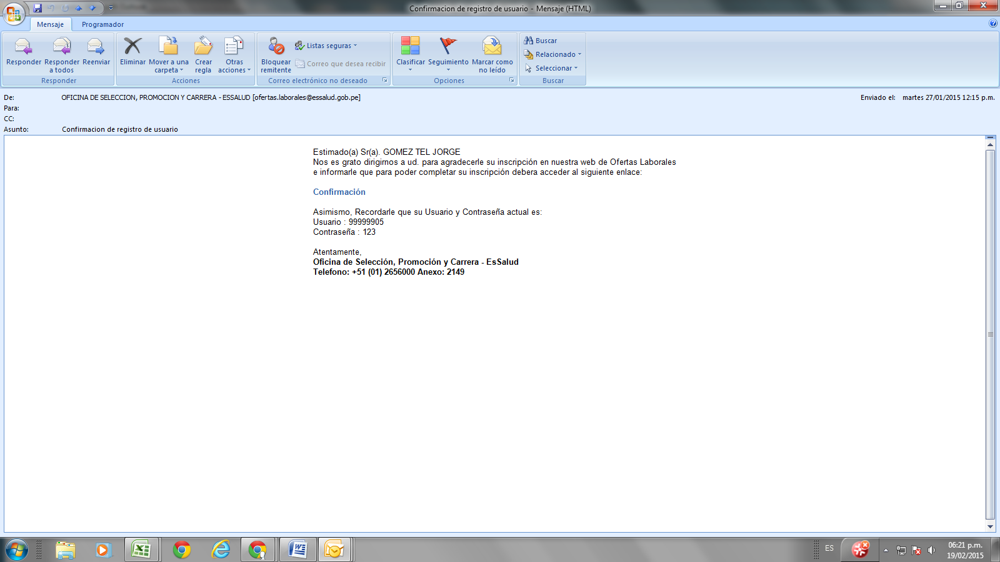 Confirmacion de registro de usuario - Mensaje (HTML)
Mensaje Programador
Responder Responder a todos Reenviar
Responder
Eliminar Mover a una carpeta Crear regla Otras acciones
Acciones
Bloquear remitente Listas seguras Correo que desea recibir
Correo electrónico no deseado
Clasificar Seguimiento Marcar como no leído
Opciones
Buscar
Relacionado
Seleccionar
Buscar
De: OFICINA DE SELECCION, PROMOCION Y CARRERA - ESSALUD [ofertas.laborales@essalud.gob.pe] Enviado el: martes 27/01/2015 12:15 p.m.
Para:
CC:
Asunto: Confirmacion de registro de usuario
Estimado(a) Sr(a). GOMEZ TEL JORGE
Nos es grato dirigirnos a ud. para agradecerle su inscripción en nuestra web de Ofertas Laborales
e informarle que para poder completar su inscripción debera acceder al siguiente enlace:
Confirmación
Asimismo, Recordarle que su Usuario y Contraseña actual es:
Usuario : 99999905
Contraseña : 123
Atentamente,
Oficina de Selección, Promoción y Carrera - EsSalud
Telefono: +51 (01) 2656000 Anexo: 2149
ES 06:21 p.m.
19/02/2015